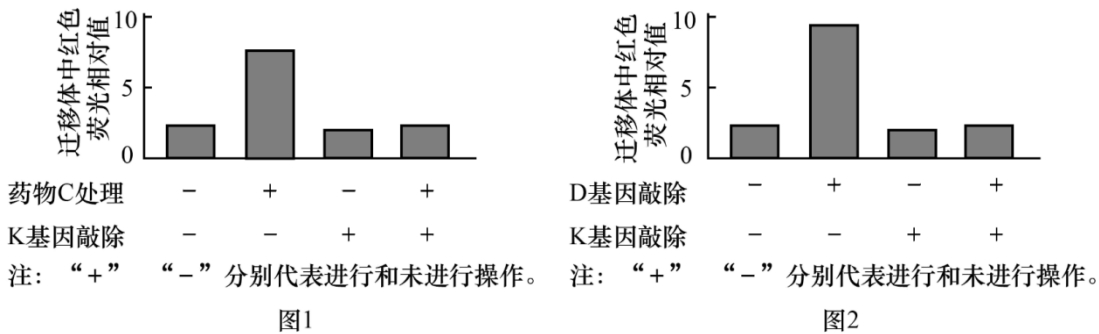 迁移体中红色
荧光相对值
10
5
0
药物C处理 − + − +
K基因敲除 − − + +
注：“+” “−”分别代表进行和未进行操作。
图1
迁移体中红色
荧光相对值
10
5
0
D基因敲除 − + − +
K基因敲除 − − + +
注：“+” “−”分别代表进行和未进行操作。
图2